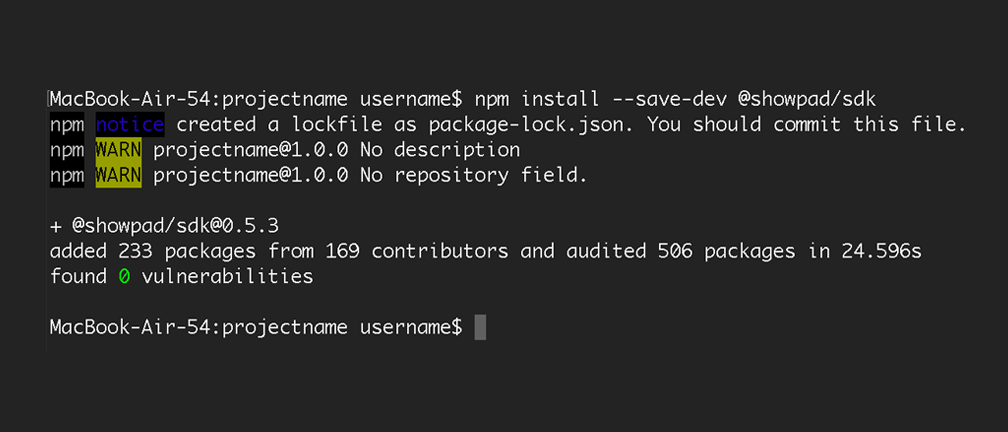 MacBook-Air-54:projectname username$ npm install --save-dev @showpad/sdk
npm notice created a lockfile as package-lock.json. You should commit this file.
npm WARN projectname@1.0.0 No description
npm WARN projectname@1.0.0 No repository field.
+ @showpad/sdk@0.5.3
added 233 packages from 169 contributors and audited 506 packages in 24.596s
found 0 vulnerabilities
MacBook-Air-54:projectname username$